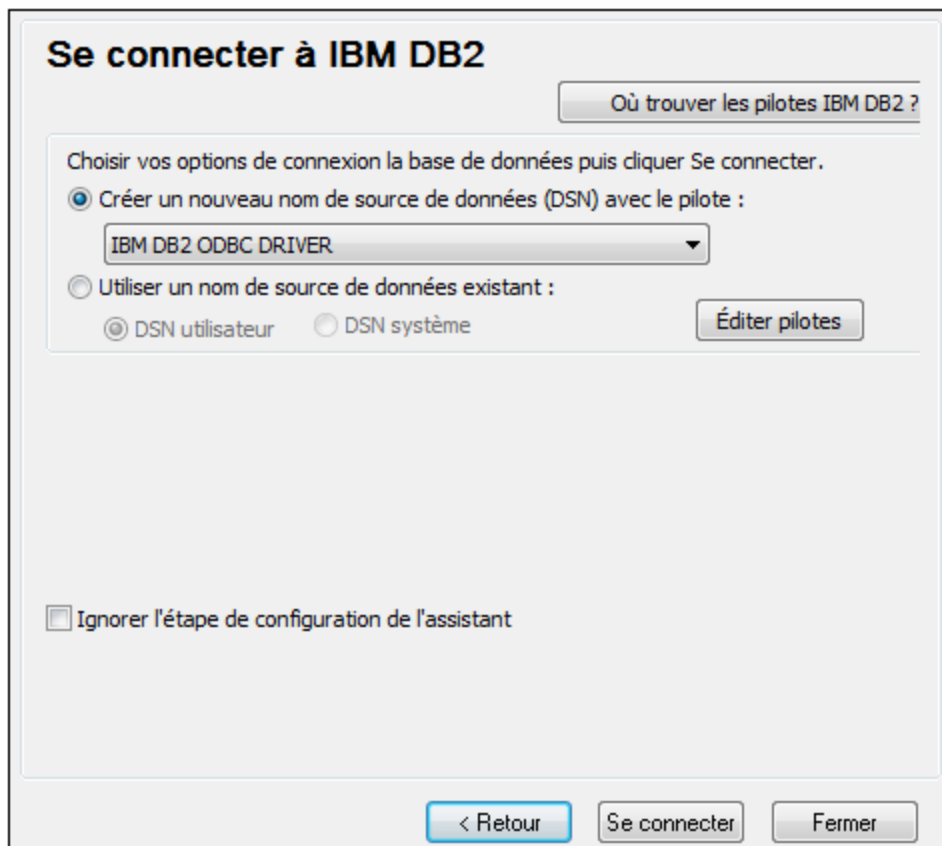 Se connecter à IBM DB2
Où trouver les pilotes IBM DB2 ?
Choisir vos options de connexion la base de données puis cliquer Se connecter.
Créer un nouveau nom de source de données (DSN) avec le pilote :
IBM DB2 ODBC DRIVER
Utiliser un nom de source de données existant :
DSN utilisateur DSN système Éditer pilotes
Ignorer l'étape de configuration de l'assistant
< Retour Se connecter Fermer